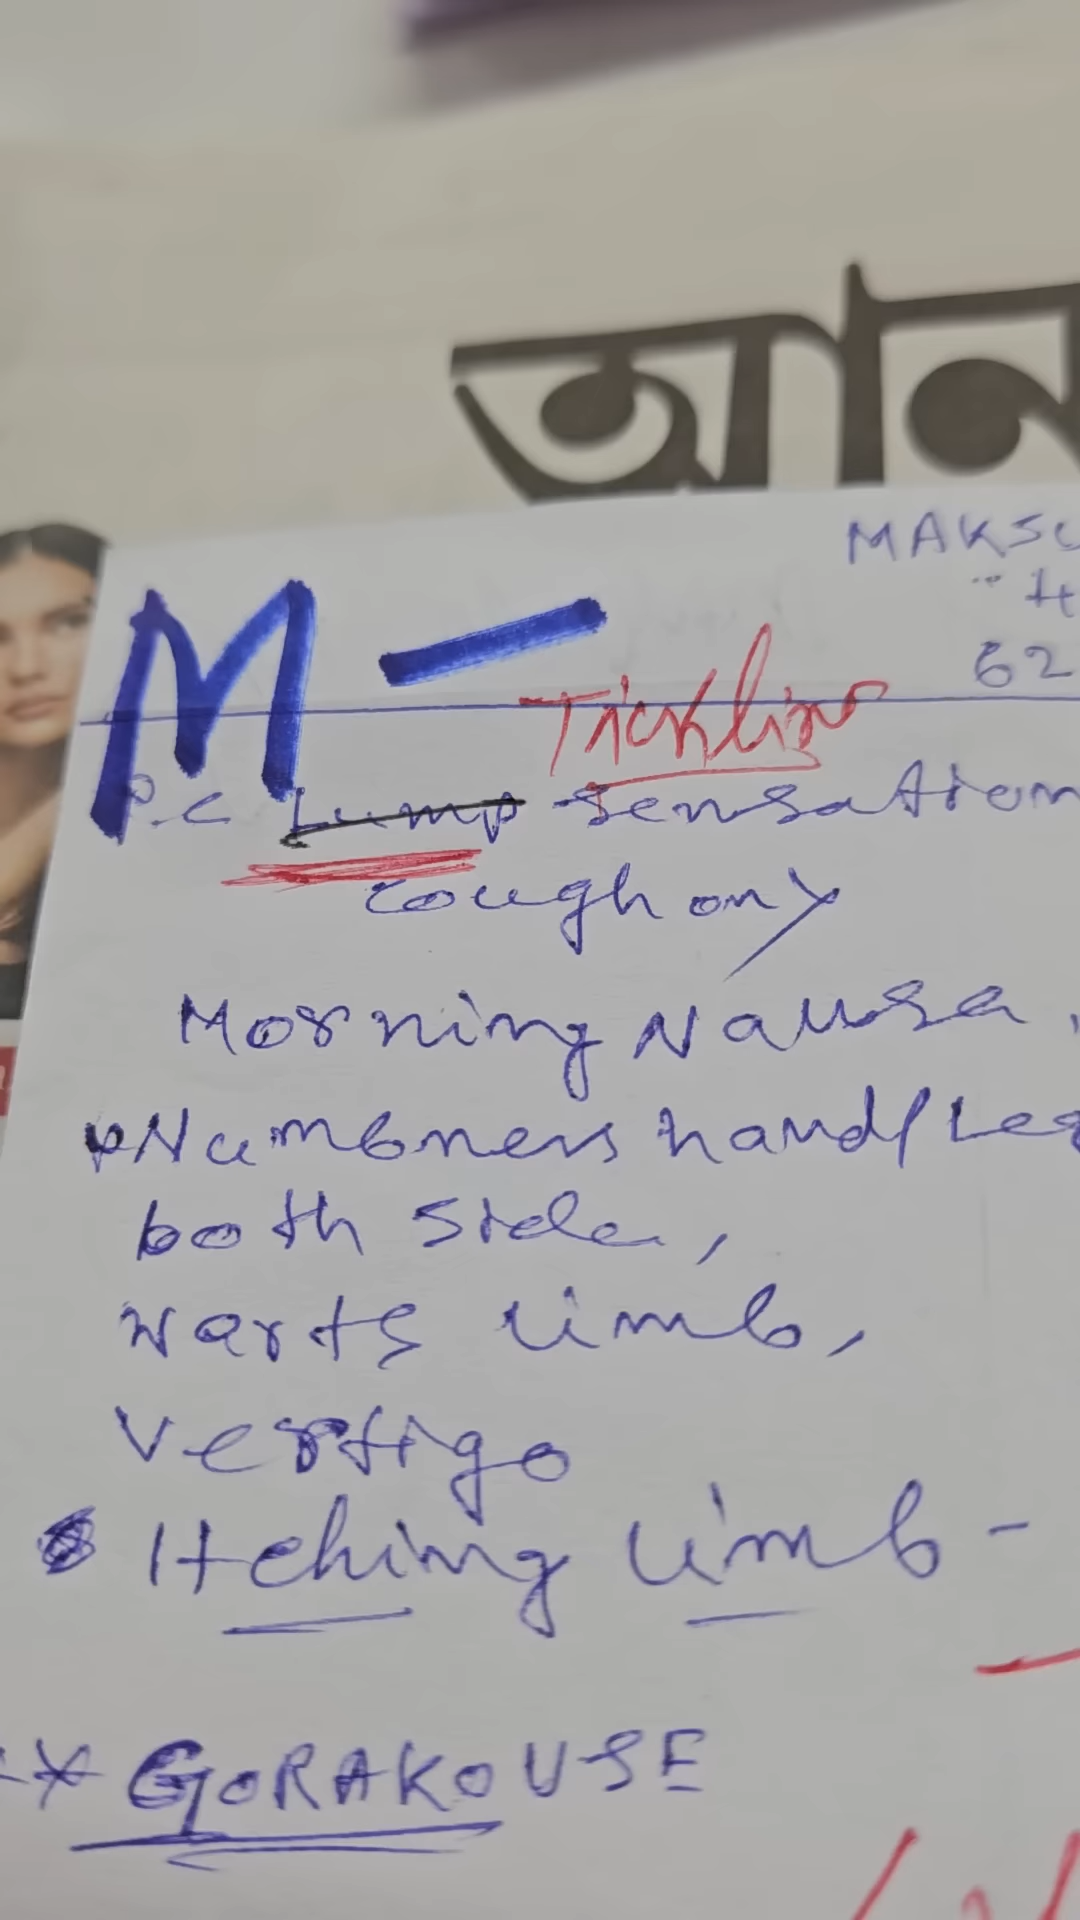 আন
MAKSU
62
M -
Tickling
P.C Lump sensation
cough on >
Morning Nausea,
Numbness hand/Leg
both side,
Warts limb,
Vertigo
Itching limb -
GORAKOUSE